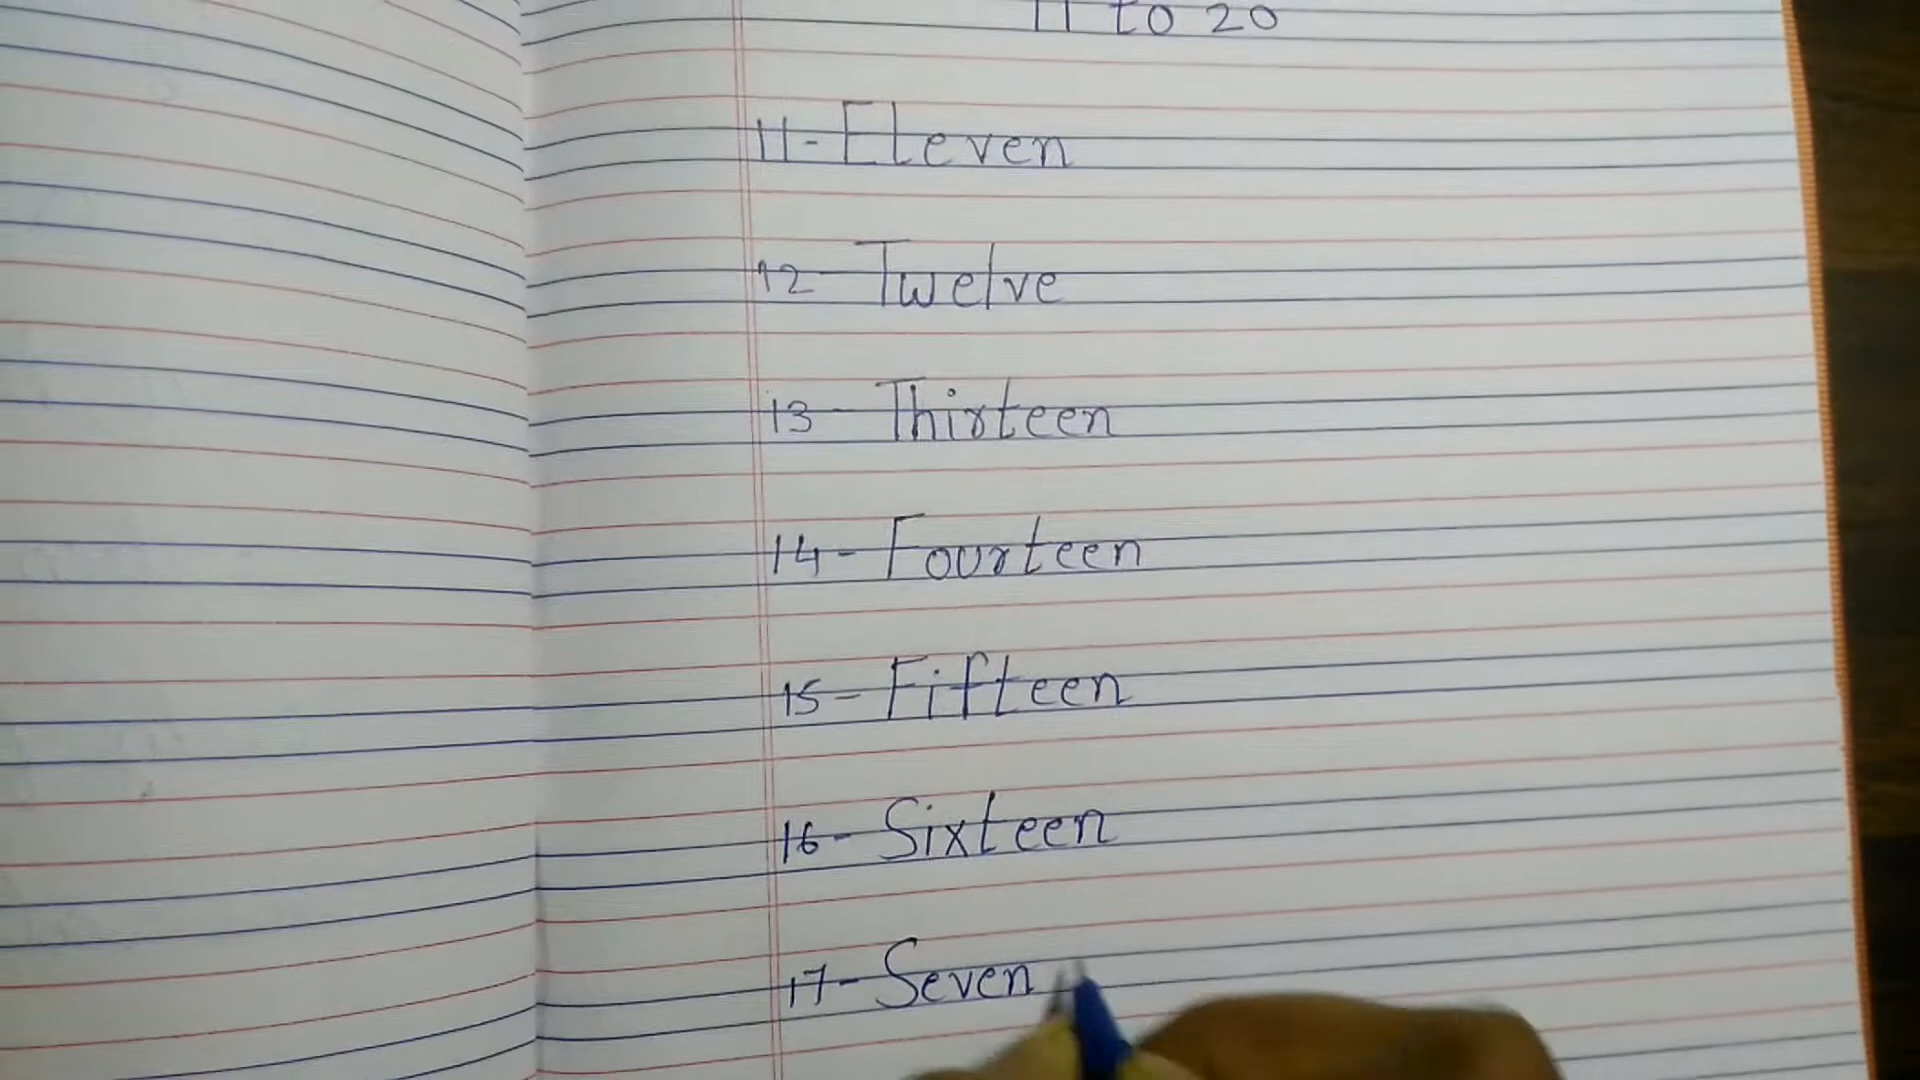 11 to 20
11- Eleven
12 - Twelve
13 - Thirteen
14 - Fourteen
15 - Fifteen
16 - Sixteen
17 - Seven